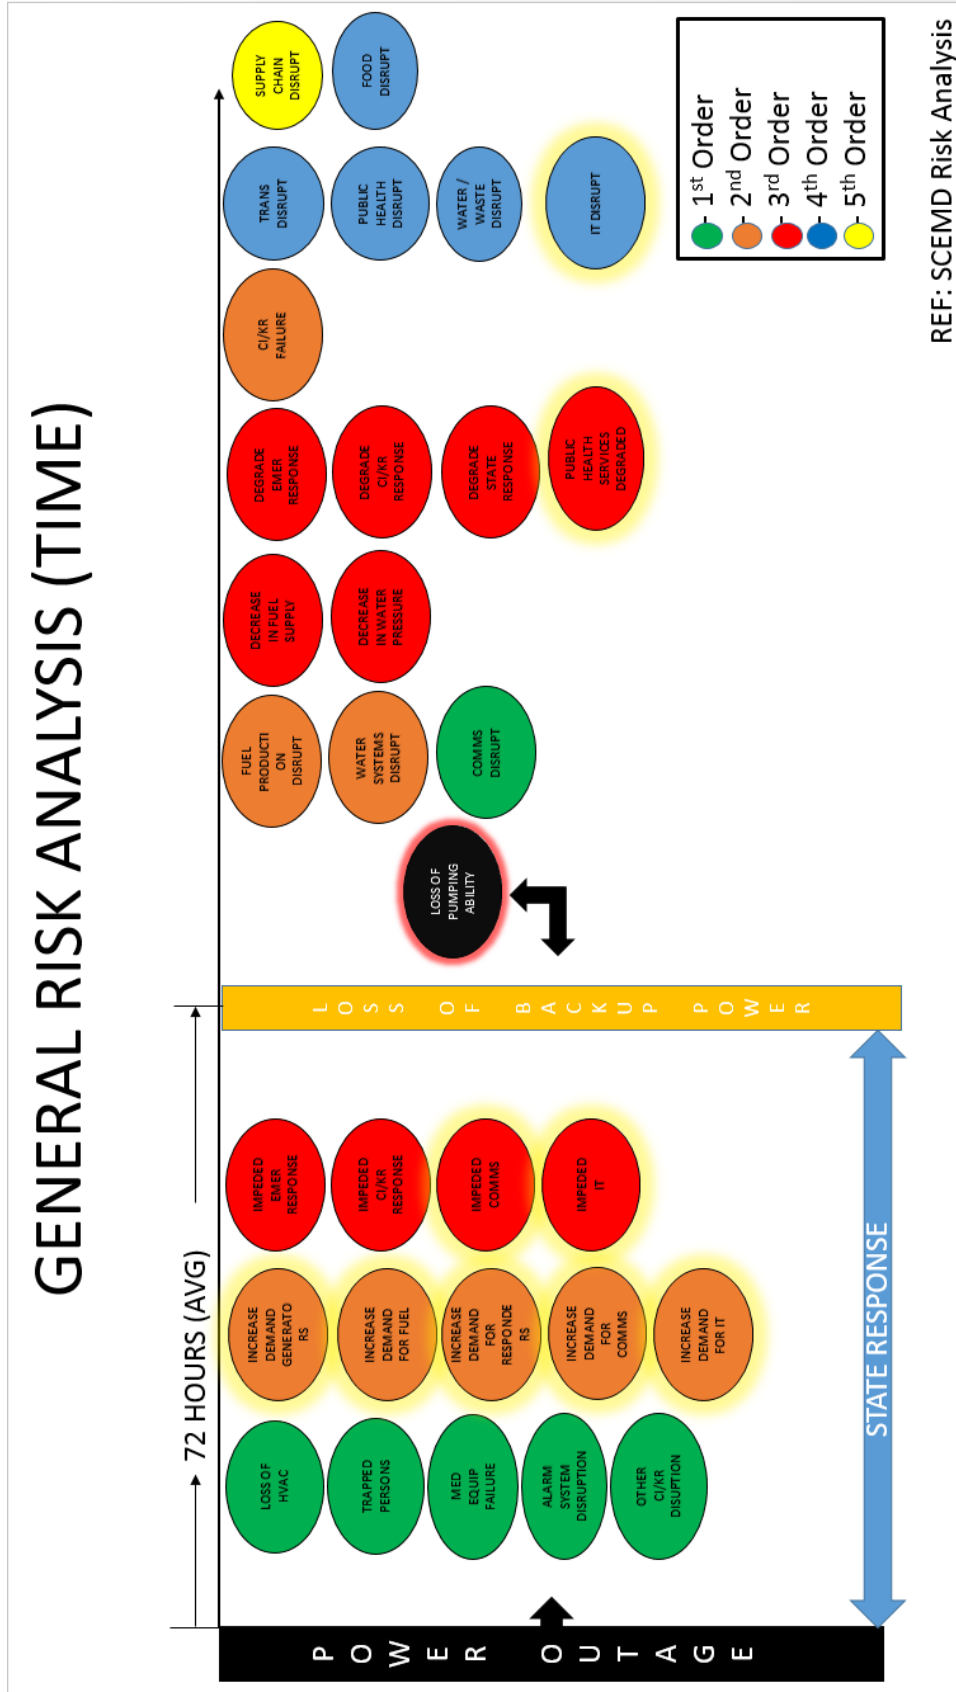 GENERAL RISK ANALYSIS (TIME)
72 HOURS (AVG)
POWER OUTAGE
LOSS OF
HVAC
TRAPPED
PERSONS
MED
EQUIP
FAILURE
ALARM
SYSTEM
DISRUPTION
OTHER
CI/KR
DISUPTION
INCREASE
DEMAND
GENERATO
RS
INCREASE
DEMAND
FOR FUEL
INCREASE
DEMAND
FOR
RESPONDE
RS
INCREASE
DEMAND
FOR
COMMS
INCREASE
DEMAND
FOR IT
IMPEDED
EMER
RESPONSE
IMPEDED
CI/KR
RESPONSE
IMPEDED
COMMS
IMPEDED
IT
LOSS OF BACKUP POWER
STATE RESPONSE
LOSS OF
PUMPING
ABILITY
FUEL
PRODUCTI
ON
DISRUPT
WATER
SYSTEMS
DISRUPT
COMMS
DISRUPT
DECREASE
IN FUEL
SUPPLY
DECREASE
IN WATER
PRESSURE
DEGRADE
EMER
RESPONSE
DEGRADE
CI/KR
RESPONSE
DEGRADE
STATE
RESPONSE
PUBLIC
HEALTH
SERVICES
DEGRADED
CI/KR
FAILURE
TRANS
DISRUPT
PUBLIC
HEALTH
DISRUPT
WATER /
WASTE
DISRUPT
IT DISRUPT
SUPPLY
CHAIN
DISRUPT
FOOD
DISRUPT
- 1st Order
- 2nd Order
- 3rd Order
- 4th Order
- 5th Order
REF: SCEMD Risk Analysis